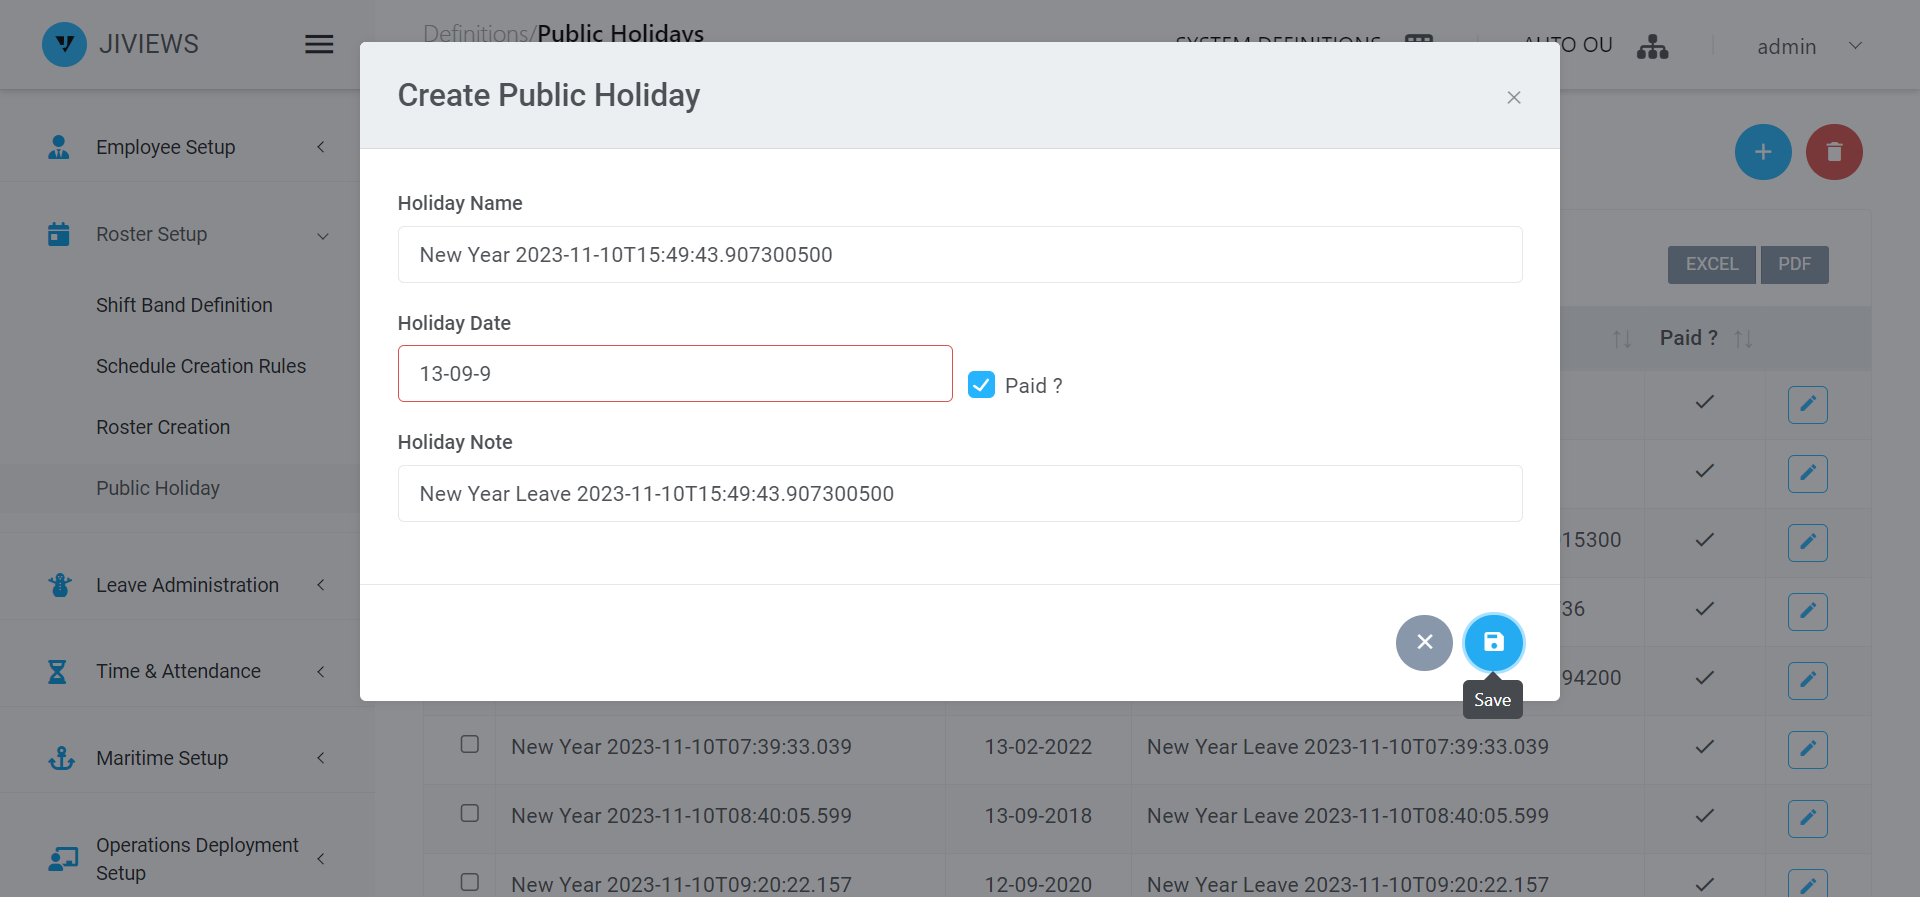 JIVIEWS
Definitions/Public Holidays
SYSTEM DEFINITIONS
AUTO OU
admin
Create Public Holiday
Employee Setup
Roster Setup
Shift Band Definition
Schedule Creation Rules
Roster Creation
Public Holiday
Leave Administration
Time & Attendance
Maritime Setup
Operations Deployment
Setup
Holiday Name
New Year 2023-11-10T15:49:43.907300500
Holiday Date
13-09-9
Paid ?
Holiday Note
New Year Leave 2023-11-10T15:49:43.907300500
Save
EXCEL PDF
Paid ?
15300
36
94200
New Year 2023-11-10T07:39:33.039 13-02-2022 New Year Leave 2023-11-10T07:39:33.039
New Year 2023-11-10T08:40:05.599 13-09-2018 New Year Leave 2023-11-10T08:40:05.599
New Year 2023-11-10T09:20:22.157 12-09-2020 New Year Leave 2023-11-10T09:20:22.157